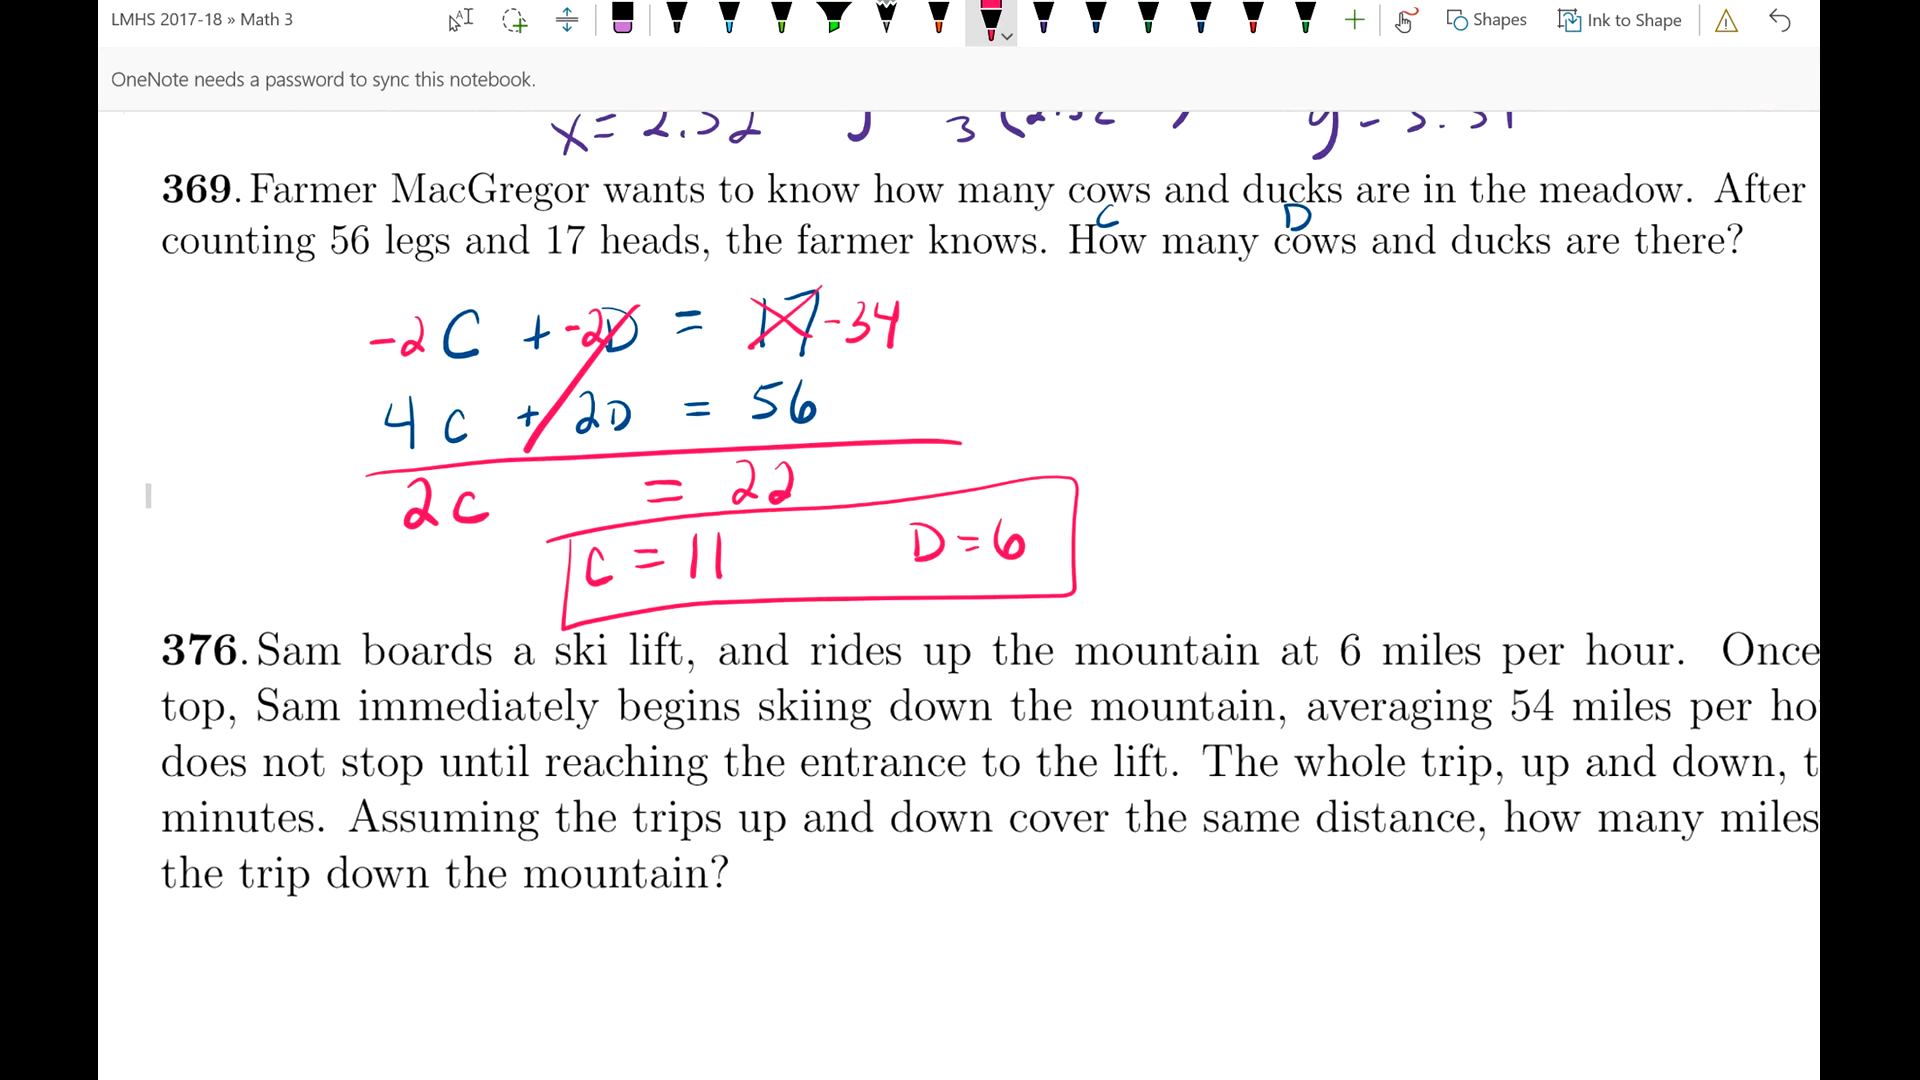 LMHS 2017-18 » Math 3
Shapes
Ink to Shape
OneNote needs a password to sync this notebook.
x = 2.52
369. Farmer MacGregor wants to know how many cows and ducks are in the meadow. After
C D
counting 56 legs and 17 heads, the farmer knows. How many cows and ducks are there?
-2C + -2D = 17 -34
4C + 2D = 56
2C = 22
C = 11 D = 6
376. Sam boards a ski lift, and rides up the mountain at 6 miles per hour. Once
top, Sam immediately begins skiing down the mountain, averaging 54 miles per ho
does not stop until reaching the entrance to the lift. The whole trip, up and down, t
minutes. Assuming the trips up and down cover the same distance, how many miles
the trip down the mountain?